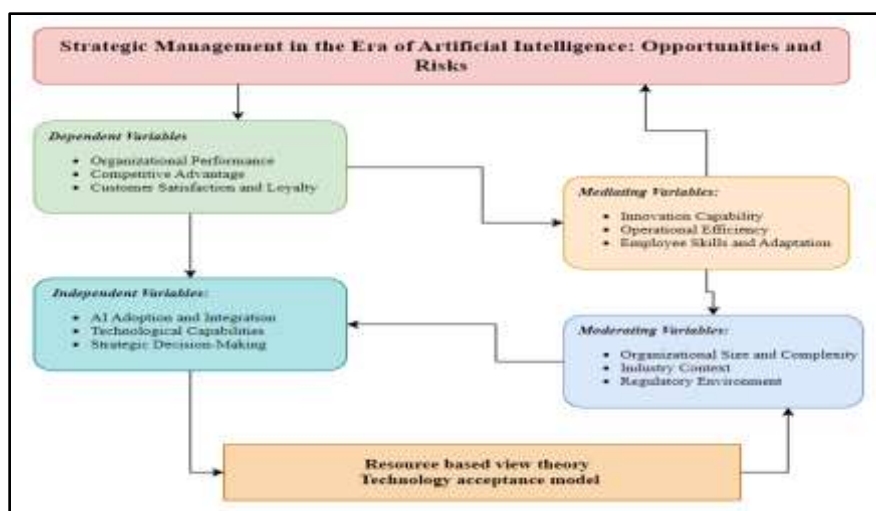 Strategic Management in the Era of Artificial Intelligence: Opportunities and
Risks
Dependent Variables
• Organizational Performance
• Competitive Advantage
• Customer Satisfaction and Loyalty
Mediating Variables:
• Innovation Capability
• Operational Efficiency
• Employee Skills and Adaptation
Independent Variables:
• AI Adoption and Integration
• Technological Capabilities
• Strategic Decision-Making
Moderating Variables:
• Organizational Size and Complexity
• Industry Context
• Regulatory Environment
Resource based view theory
Technology acceptance model